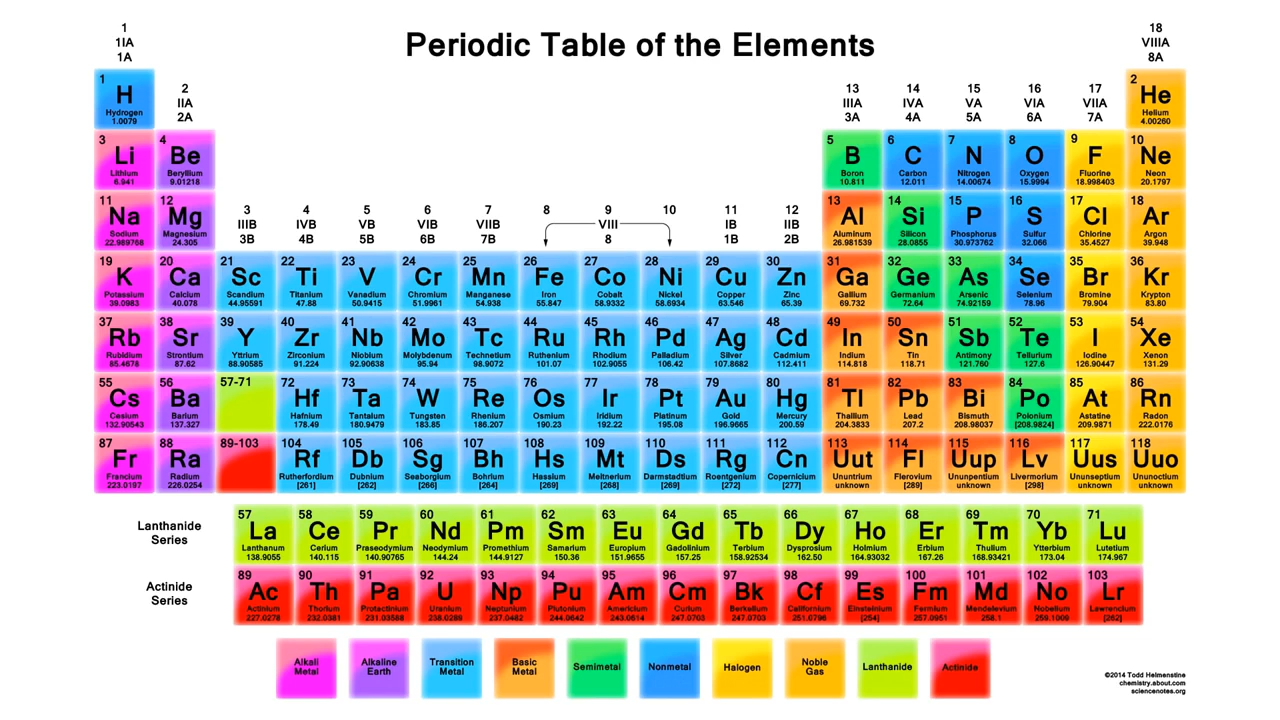 Periodic Table of the Elements
1 18
1IA VIIIA
1A 8A
1 2
H He
Hydrogen Helium
1.0079 4.00260
2 13 14 15 16 17
IIA IIIA IVA VA VIA VIIA
2A 3A 4A 5A 6A 7A
3 4 5 6 7 8 9 10
Li Be B C N O F Ne
Lithium Beryllium Boron Carbon Nitrogen Oxygen Fluorine Neon
6.941 9.01218 10.811 12.011 14.00674 15.9994 18.998403 20.1797
11 12 13 14 15 16 17 18
Na Mg Al Si P S Cl Ar
Sodium Magnesium Aluminum Silicon Phosphorus Sulfur Chlorine Argon
22.989768 24.305 26.981539 28.0855 30.973762 32.066 35.4527 39.948
3 4 5 6 7 8 9 10 11 12
IIIB IVB VB VIB VIIB VIII IB IIB
3B 4B 5B 6B 7B 8 1B 2B
19 20 21 22 23 24 25 26 27 28 29 30 31 32 33 34 35 36
K Ca Sc Ti V Cr Mn Fe Co Ni Cu Zn Ga Ge As Se Br Kr
Potassium Calcium Scandium Titanium Vanadium Chromium Manganese Iron Cobalt Nickel Copper Zinc Gallium Germanium Arsenic Selenium Bromine Krypton
39.0983 40.078 44.95591 47.88 50.9415 51.9961 54.938 55.847 58.9332 58.6934 63.546 65.39 69.732 72.64 74.92159 78.96 79.904 83.80
37 38 39 40 41 42 43 44 45 46 47 48 49 50 51 52 53 54
Rb Sr Y Zr Nb Mo Tc Ru Rh Pd Ag Cd In Sn Sb Te I Xe
Rubidium Strontium Yttrium Zirconium Niobium Molybdenum Technetium Ruthenium Rhodium Palladium Silver Cadmium Indium Tin Antimony Tellurium Iodine Xenon
85.4678 87.62 88.90585 91.224 92.90638 95.94 98.9072 101.07 102.9055 106.42 107.8682 112.411 114.818 118.71 121.760 127.6 126.90447 131.29
55 56 57-71 72 73 74 75 76 77 78 79 80 81 82 83 84 85 86
Cs Ba Hf Ta W Re Os Ir Pt Au Hg Tl Pb Bi Po At Rn
Cesium Barium Hafnium Tantalum Tungsten Rhenium Osmium Iridium Platinum Gold Mercury Thallium Lead Bismuth Polonium Astatine Radon
132.90543 137.327 178.49 180.9479 183.85 186.207 190.23 192.22 195.08 196.9665 200.59 204.3833 207.2 208.98037 [208.9824] 209.9871 222.0176
87 88 89-103 104 105 106 107 108 109 110 111 112 113 114 115 116 117 118
Fr Ra Rf Db Sg Bh Hs Mt Ds Rg Cn Uut Fl Uup Lv Uus Uuo
Francium Radium Rutherfordium Dubnium Seaborgium Bohrium Hassium Meitnerium Darmstadtium Roentgenium Copernicium Ununtrium Flerovium Ununpentium Livermorium Ununseptium Ununoctium
223.0197 226.0254 [261] [262] [266] [264] [269] [268] [269] [272] [277] unknown [289] unknown [298] unknown unknown
Lanthanide
Series
57 58 59 60 61 62 63 64 65 66 67 68 69 70 71
La Ce Pr Nd Pm Sm Eu Gd Tb Dy Ho Er Tm Yb Lu
Lanthanum Cerium Praseodymium Neodymium Promethium Samarium Europium Gadolinium Terbium Dysprosium Holmium Erbium Thulium Ytterbium Lutetium
138.9055 140.115 140.90765 144.24 144.9127 150.36 151.9655 157.25 158.92534 162.50 164.93032 167.26 168.93421 173.04 174.967
Actinide
Series
89 90 91 92 93 94 95 96 97 98 99 100 101 102 103
Ac Th Pa U Np Pu Am Cm Bk Cf Es Fm Md No Lr
Actinium Thorium Protactinium Uranium Neptunium Plutonium Americium Curium Berkelium Californium Einsteinium Fermium Mendelevium Nobelium Lawrencium
227.0278 232.0381 231.03588 238.0289 237.0482 244.0642 243.0614 247.0703 247.0703 251.0796 [254] 257.0951 258.1 259.1009 [262]
Alkali Metal
Alkaline Earth
Transition Metal
Basic Metal
Semimetal
Nonmetal
Halogen
Noble Gas
Lanthanide
Actinide
©2014 Todd Helmenstine
chemistry.about.com
sciencenotes.org